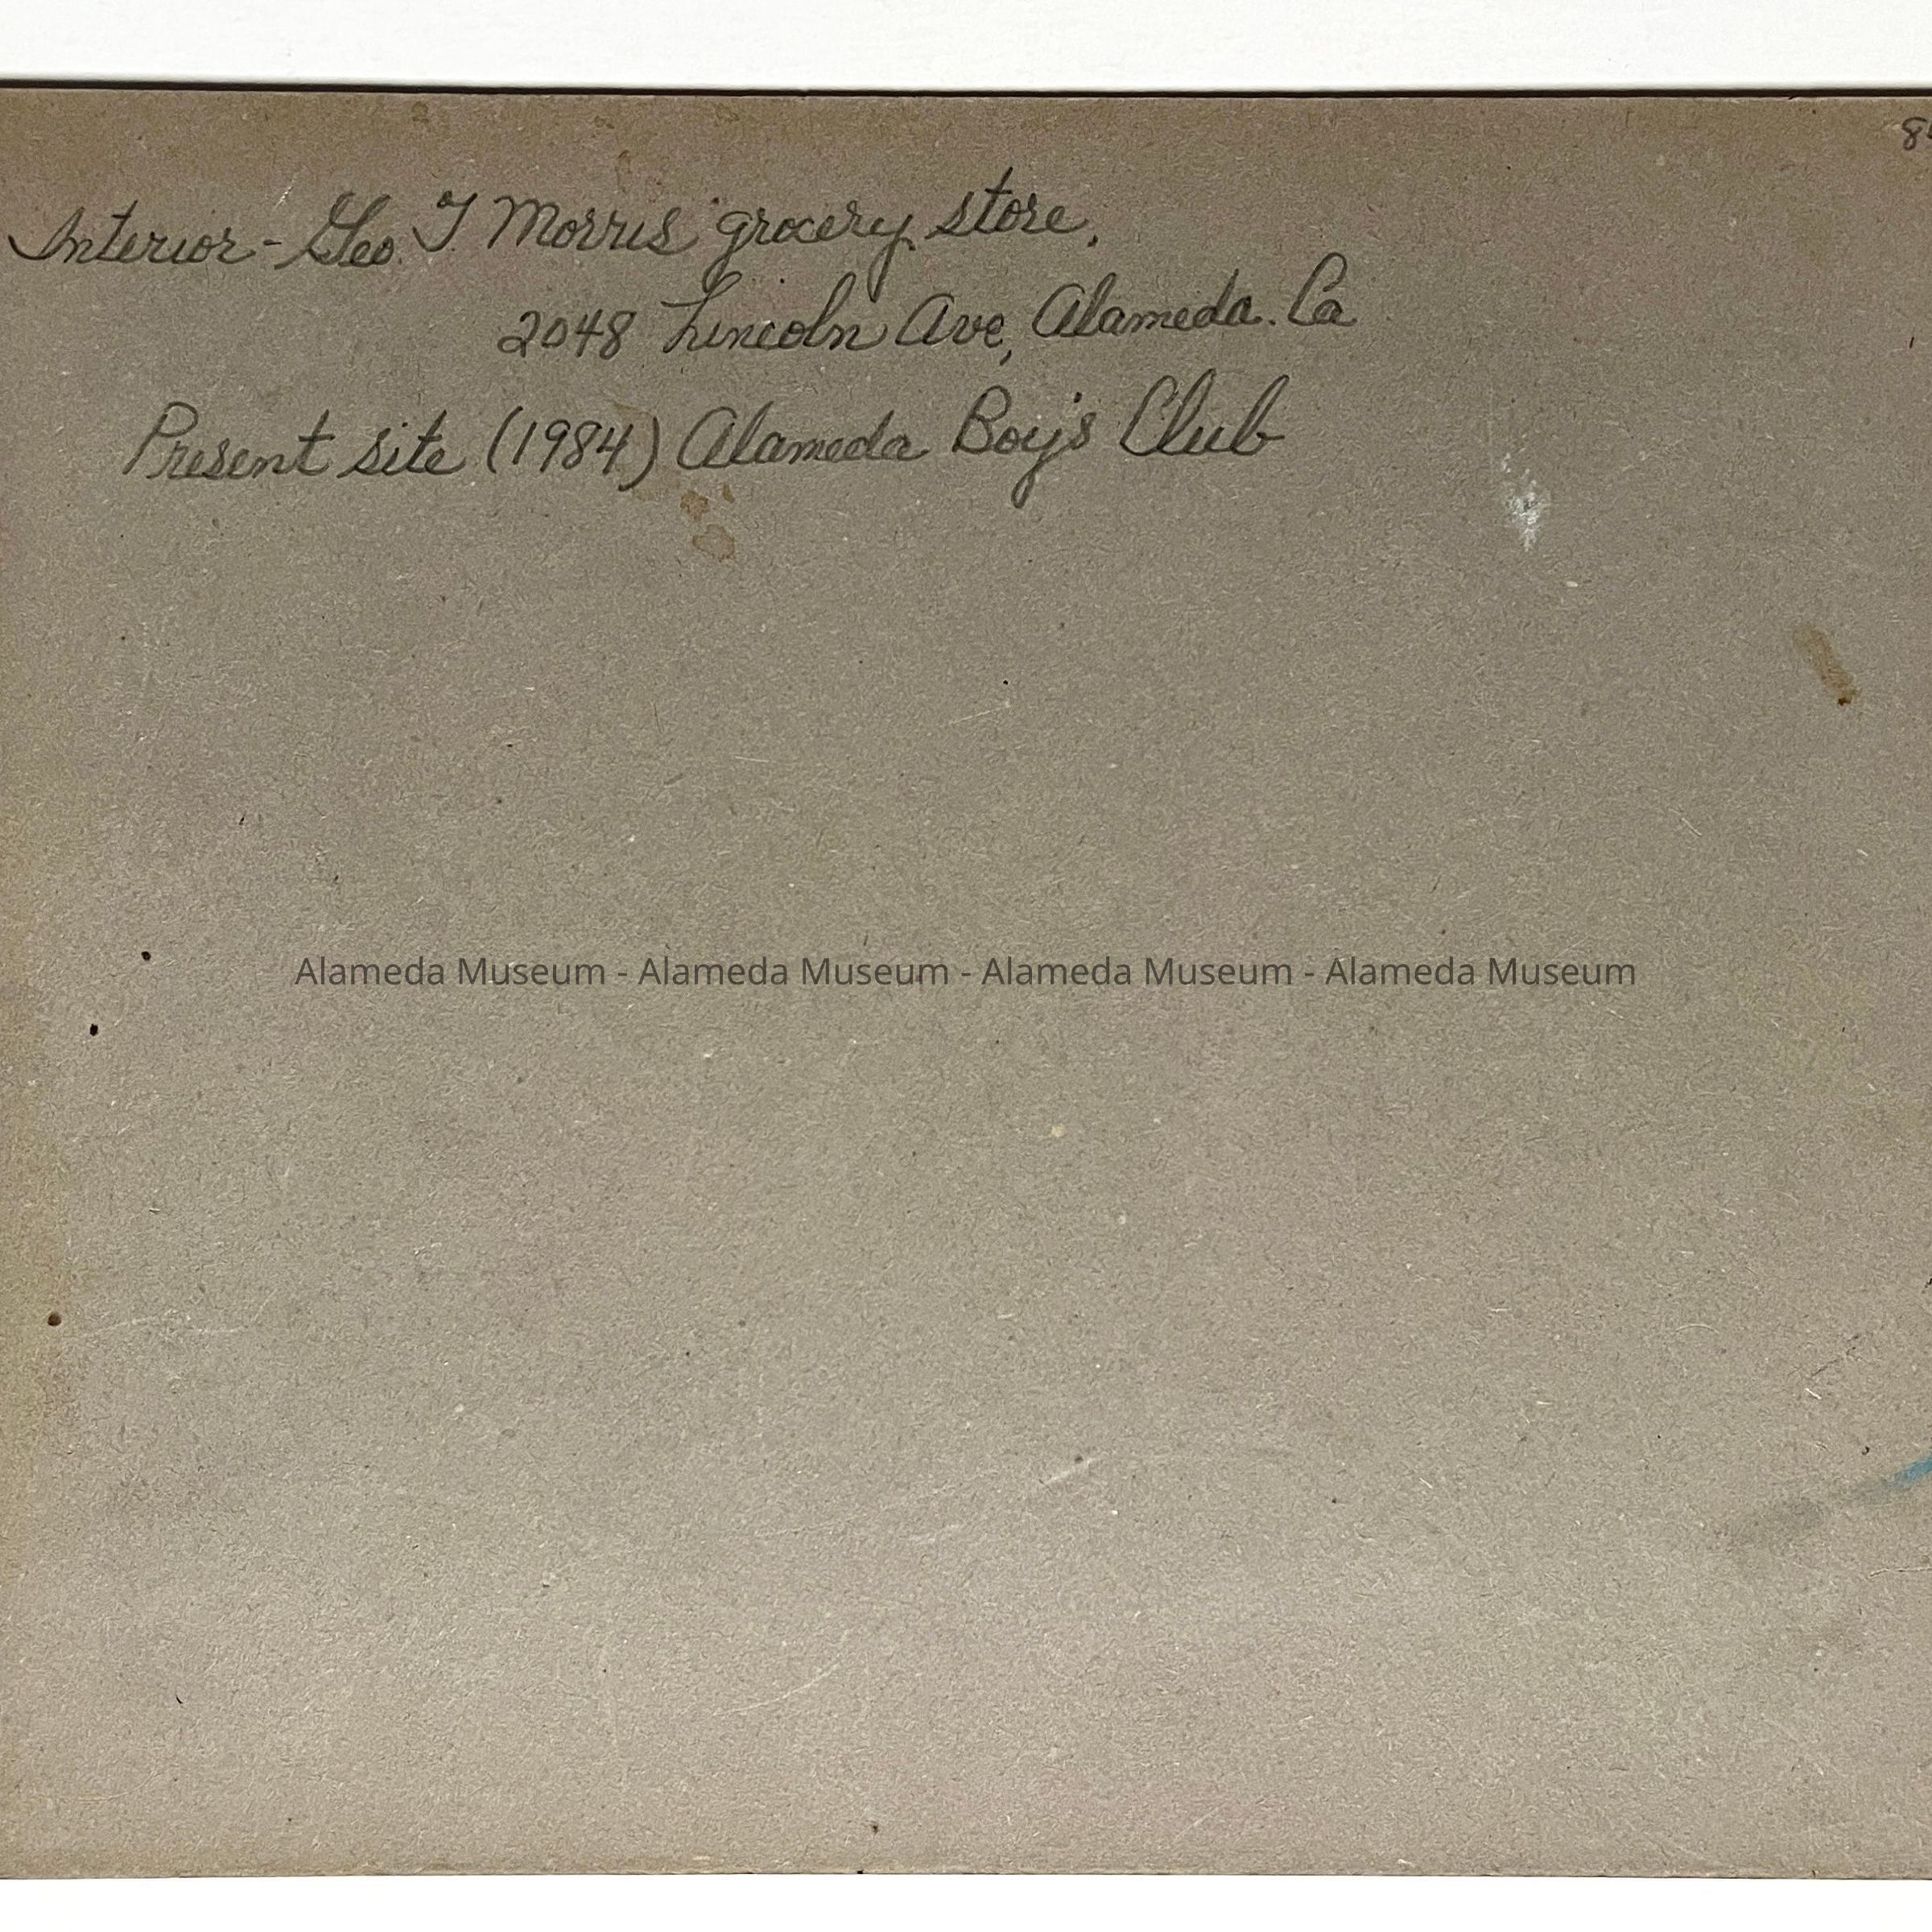 Interior - Geo. T. Morris grocery store,
2048 Lincoln Ave, Alameda. Ca
Present site (1984) Alameda Boy's Club
Alameda Museum - Alameda Museum - Alameda Museum - Alameda Museum